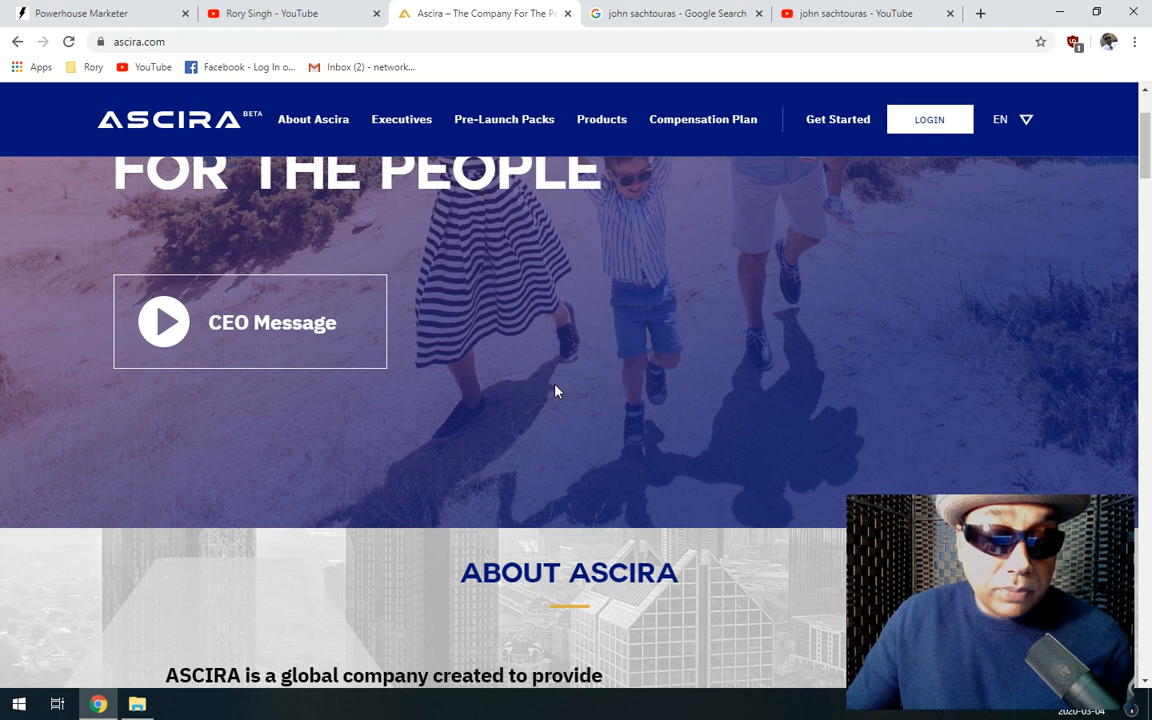 Powerhouse Marketer
Rory Singh - YouTube
Ascira – The Company For The Pe
john sachtouras - Google Search
john sachtouras - YouTube
ascira.com
1
Apps
Rory
YouTube
Facebook - Log In o...
Inbox (2) - network...
ASCIRA BETA
About Ascira
Executives
Pre-Launch Packs
Products
Compensation Plan
Get Started
LOGIN
EN
FOR THE PEOPLE
CEO Message
ABOUT ASCIRA
ASCIRA is a global company created to provide
2020-03-04